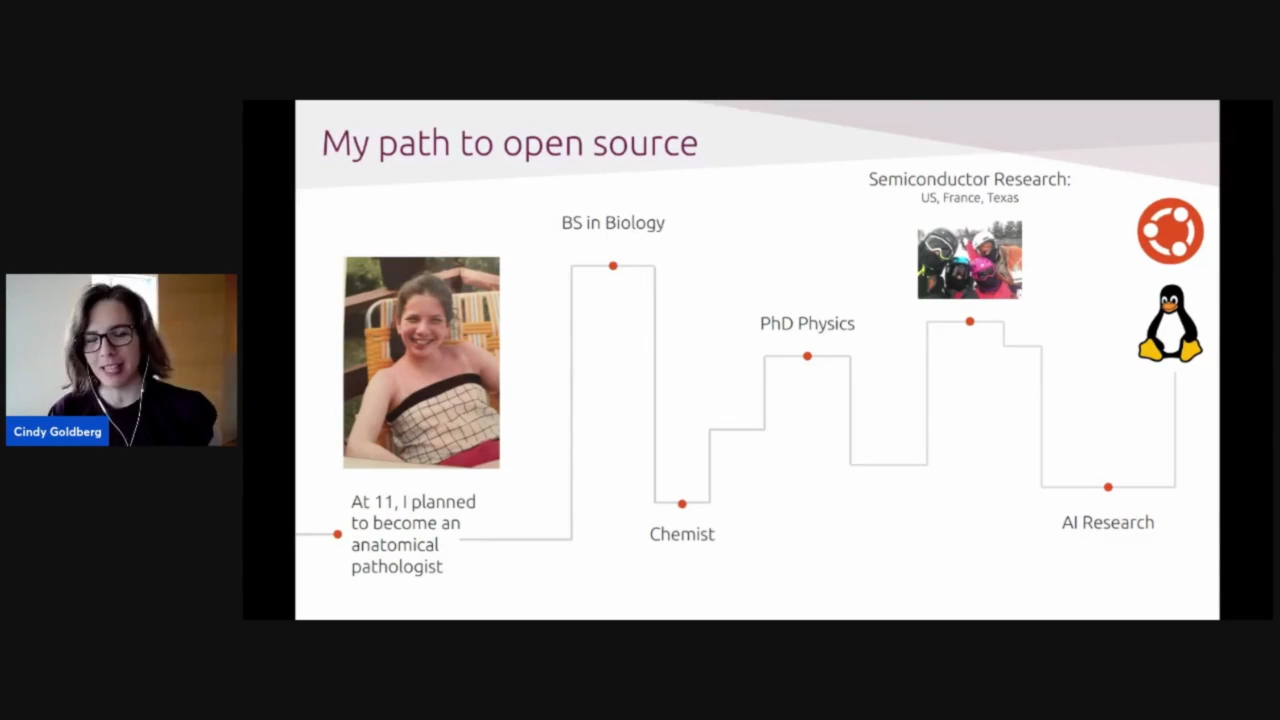 My path to open source
Semiconductor Research:
US, France, Texas
BS in Biology
PhD Physics
Cindy Goldberg
At 11, I planned
to become an
anatomical
pathologist
Chemist
AI Research